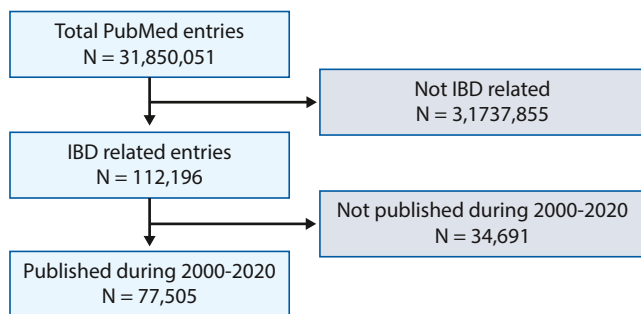 Total PubMed entries
N = 31,850,051
Not IBD related
N = 3,1737,855
IBD related entries
N = 112,196
Not published during 2000-2020
N = 34,691
Published during 2000-2020
N = 77,505